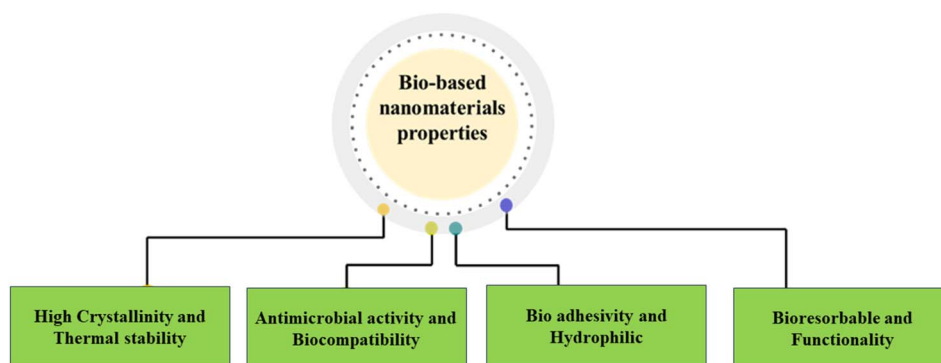 Bio-based
nanomaterials
properties
High Crystallinity and
Thermal stability
Antimicrobial activity and
Biocompatibility
Bio adhesivity and
Hydrophilic
Bioresorbable and
Functionality